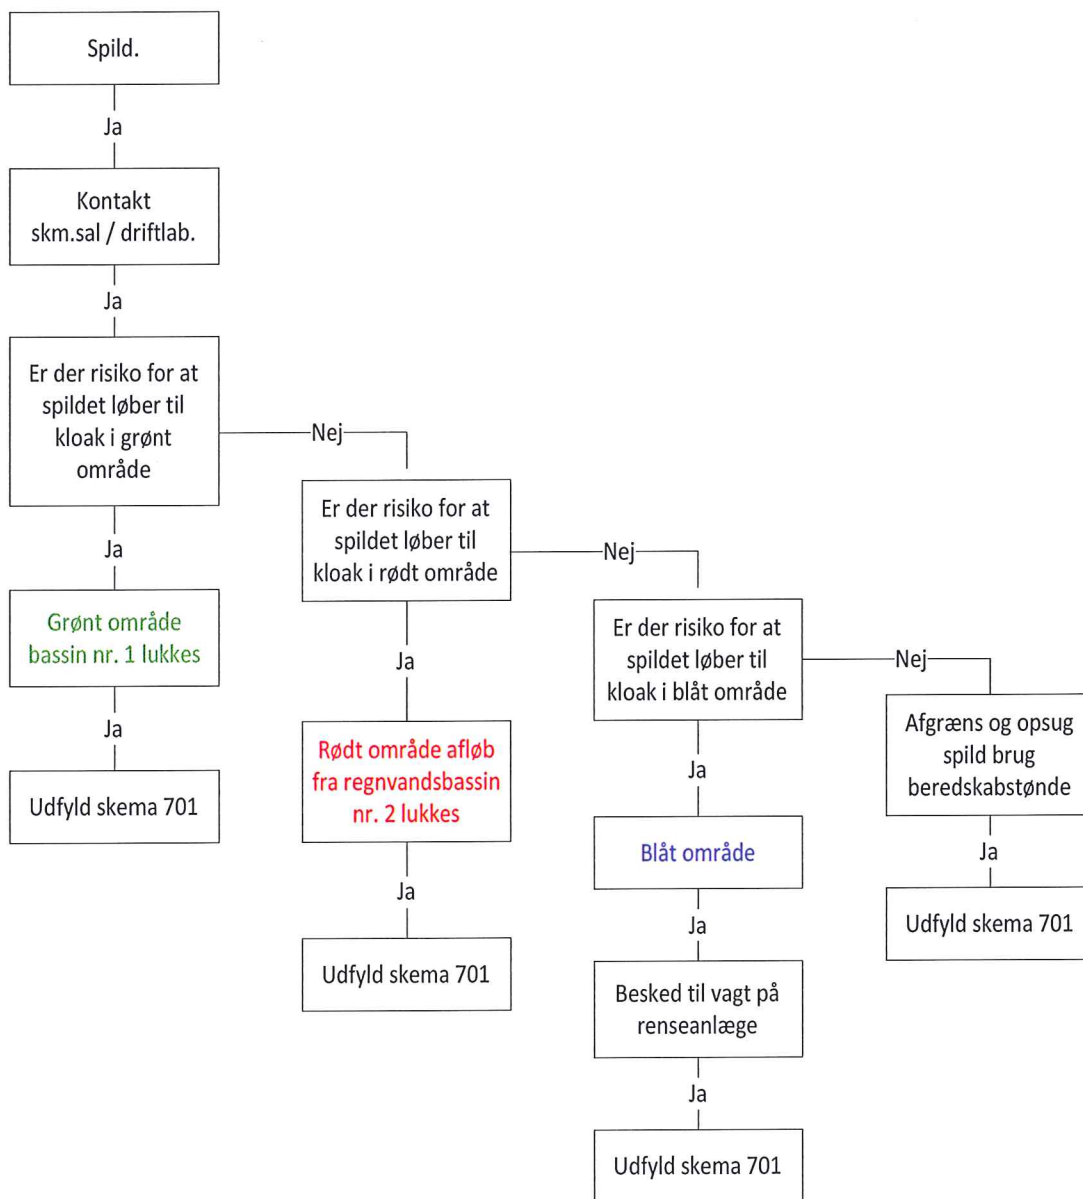 Spild.
Ja
Kontakt
skm.sal / driftlab.
Ja
Er der risiko for at
spildet løber til
kloak i grønt
område
Nej
Ja
Grønt område
bassin nr. 1 lukkes
Ja
Udfyld skema 701
Er der risiko for at
spildet løber til
kloak i rødt område
Nej
Ja
Rødt område afløb
fra regnvandsbassin
nr. 2 lukkes
Ja
Udfyld skema 701
Er der risiko for at
spildet løber til
kloak i blåt område
Nej
Ja
Blåt område
Ja
Besked til vagt på
renseanlæge
Ja
Udfyld skema 701
Afgræns og opsug
spild brug
beredskabstønde
Ja
Udfyld skema 701